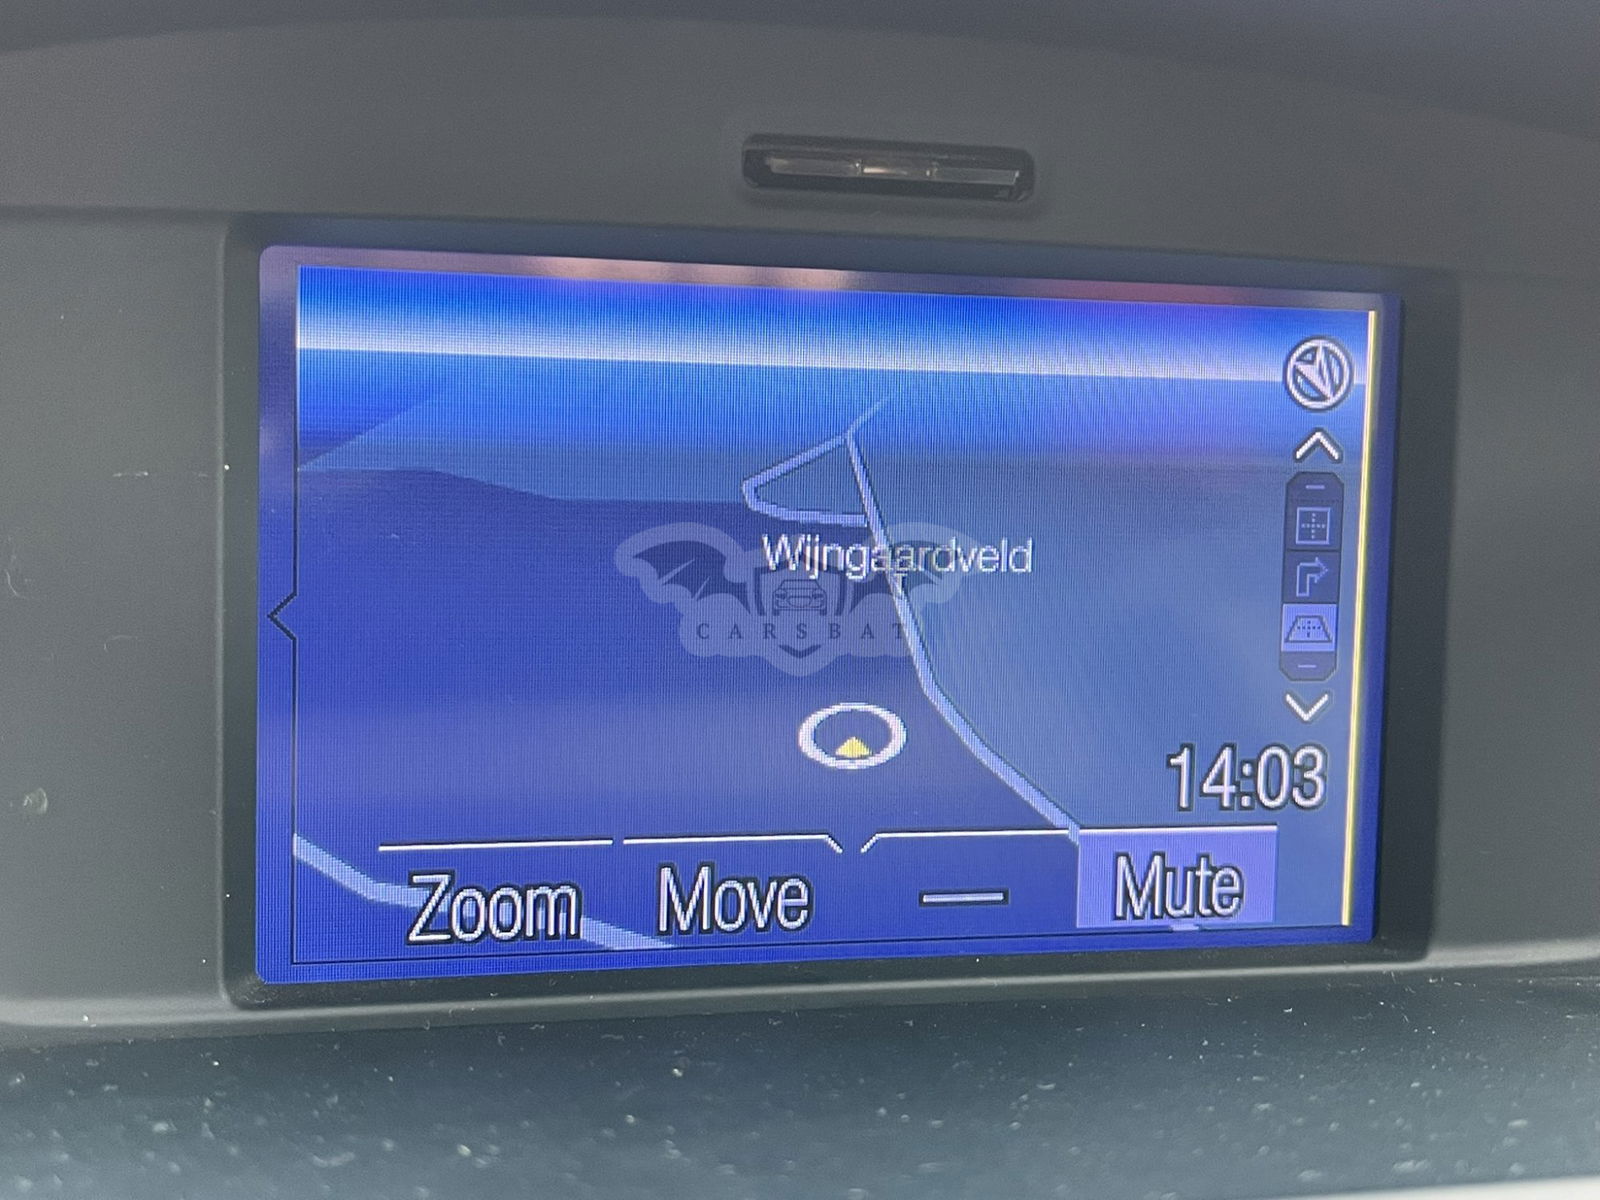 Wijngaardveld
CARSBAT
14:03
Zoom
Move
Mute